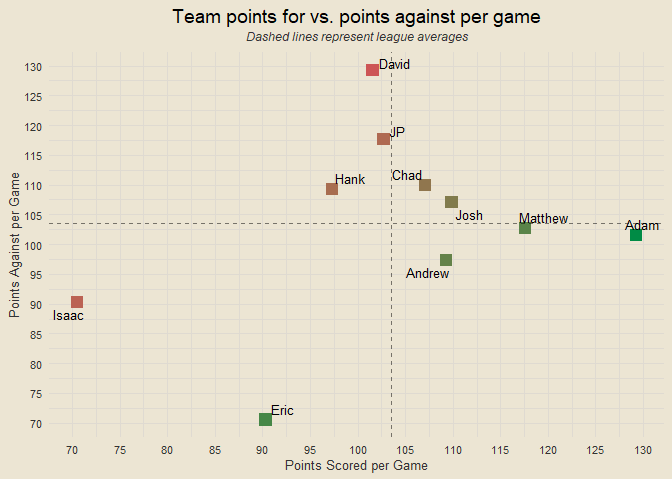 Team points for vs. points against per game
Dashed lines represent league averages
Points Against per Game
130
125
120
115
110
105
100
95
90
85
80
75
70
David
JP
Hank
Chad
Josh
Matthew
Adam
Andrew
Isaac
Eric
70 75 80 85 90 95 100 105 110 115 120 125 130
Points Scored per Game